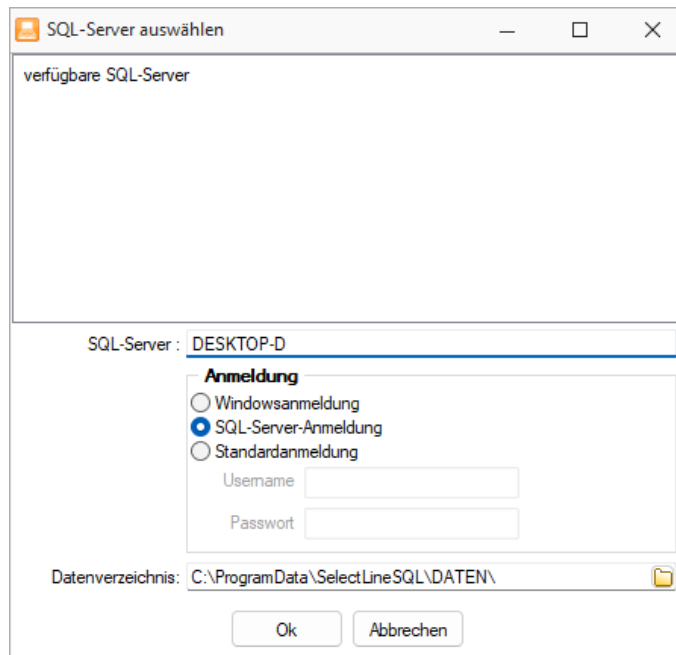 SQL-Server auswählen
verfügbare SQL-Server
SQL-Server : DESKTOP-D
Anmeldung
Windowsanmeldung
SQL-Server-Anmeldung
Standardanmeldung
Username
Passwort
Datenverzeichnis: C:\ProgramData\SelectLineSQL\DATEN\
Ok Abbrechen